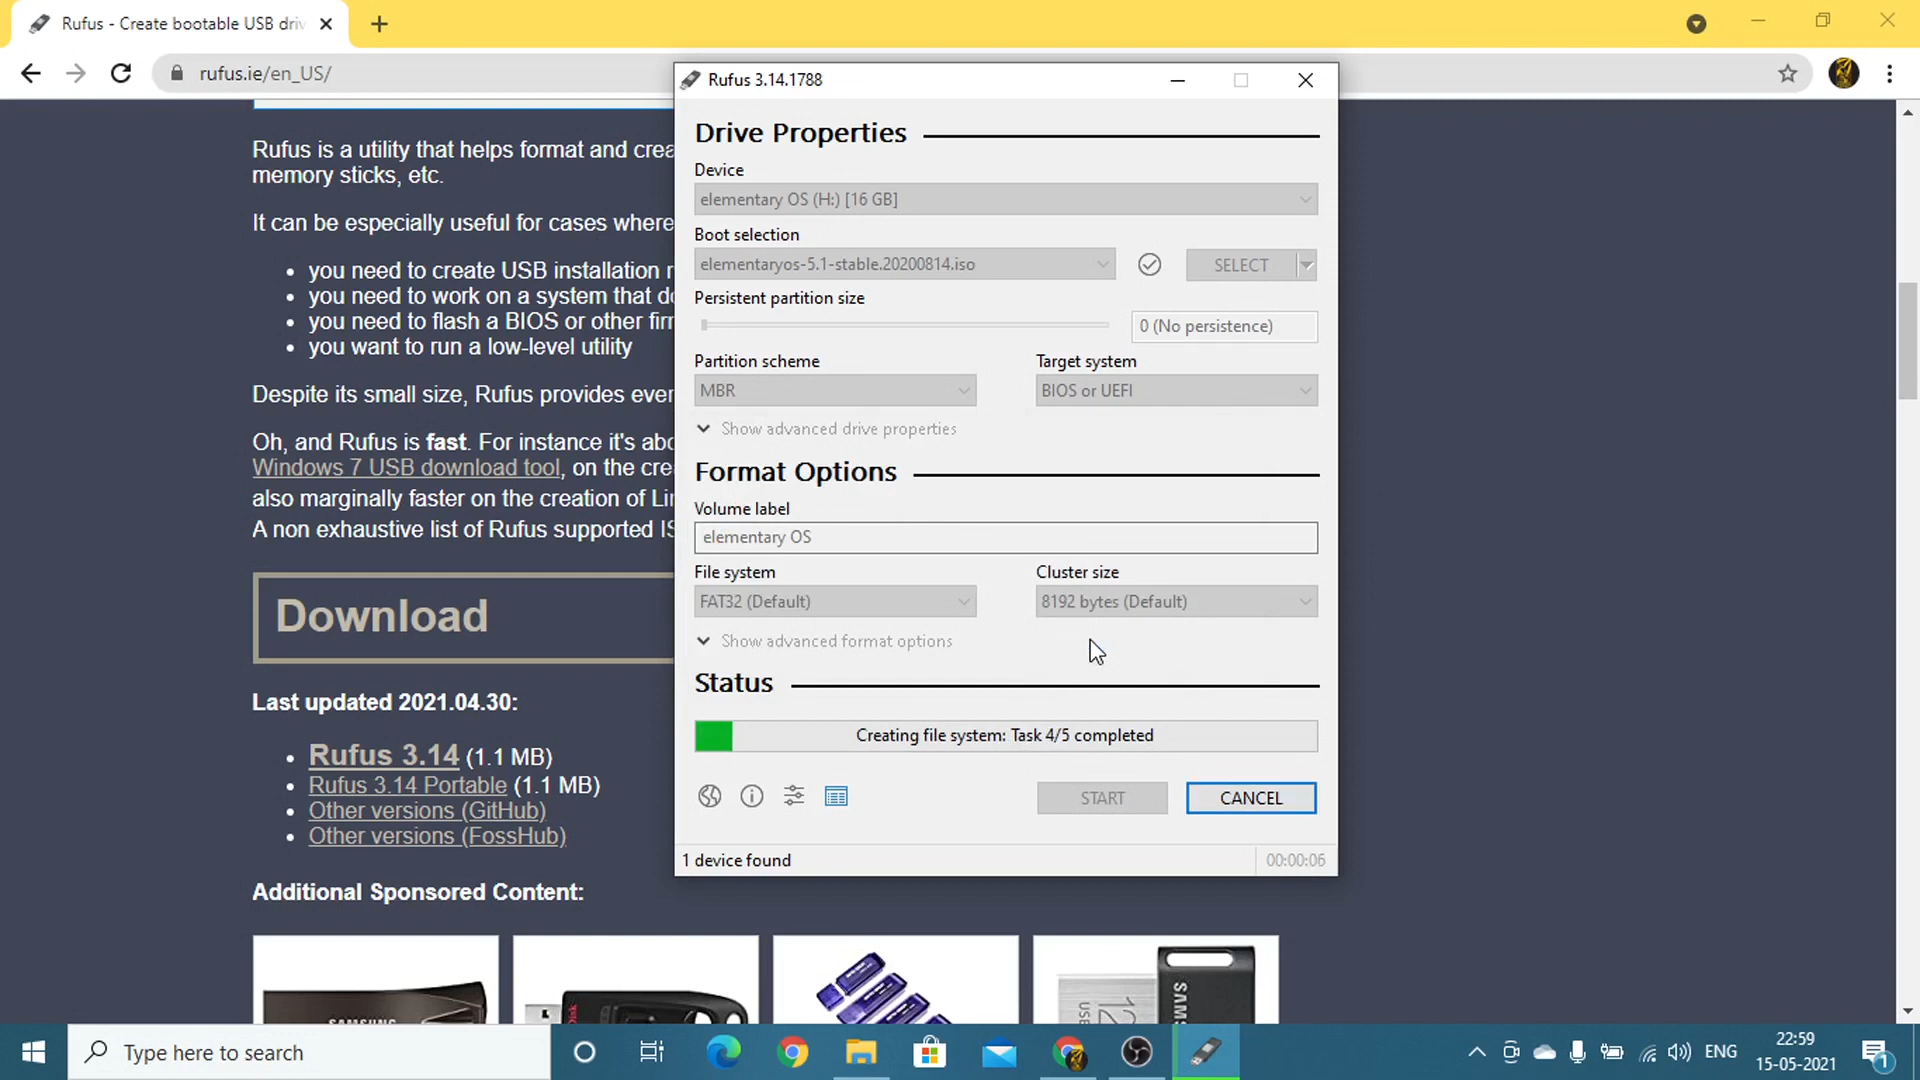 Rufus - Create bootable USB driv
rufus.ie/en_US/
Rufus is a utility that helps format and crea
memory sticks, etc.
It can be especially useful for cases where
you need to create USB installation
you need to work on a system that
you need to flash a BIOS or other
you want to run a low-level utility
Despite its small size, Rufus provides ever
Oh, and Rufus is fast. For instance it's abo
Windows 7 USB download tool, on the cre
also marginally faster on the creation of Li
A non exhaustive list of Rufus supported IS
Download
Last updated 2021.04.30:
Rufus 3.14 (1.1 MB)
Rufus 3.14 Portable (1.1 MB)
Other versions (GitHub)
Other versions (FossHub)
Additional Sponsored Content:
SAMSUNG
Rufus 3.14.1788
Drive Properties
Device
elementary OS (H:) [16 GB]
Boot selection
elementaryos-5.1-stable.20200814.iso
SELECT
Persistent partition size
0 (No persistence)
Partition scheme
Target system
MBR
BIOS or UEFI
Show advanced drive properties
Format Options
Volume label
elementary OS
File system
Cluster size
FAT32 (Default)
8192 bytes (Default)
Show advanced format options
Status
Creating file system: Task 4/5 completed
START
CANCEL
1 device found
00:00:06
Type here to search
ENG
22:59
15-05-2021
1